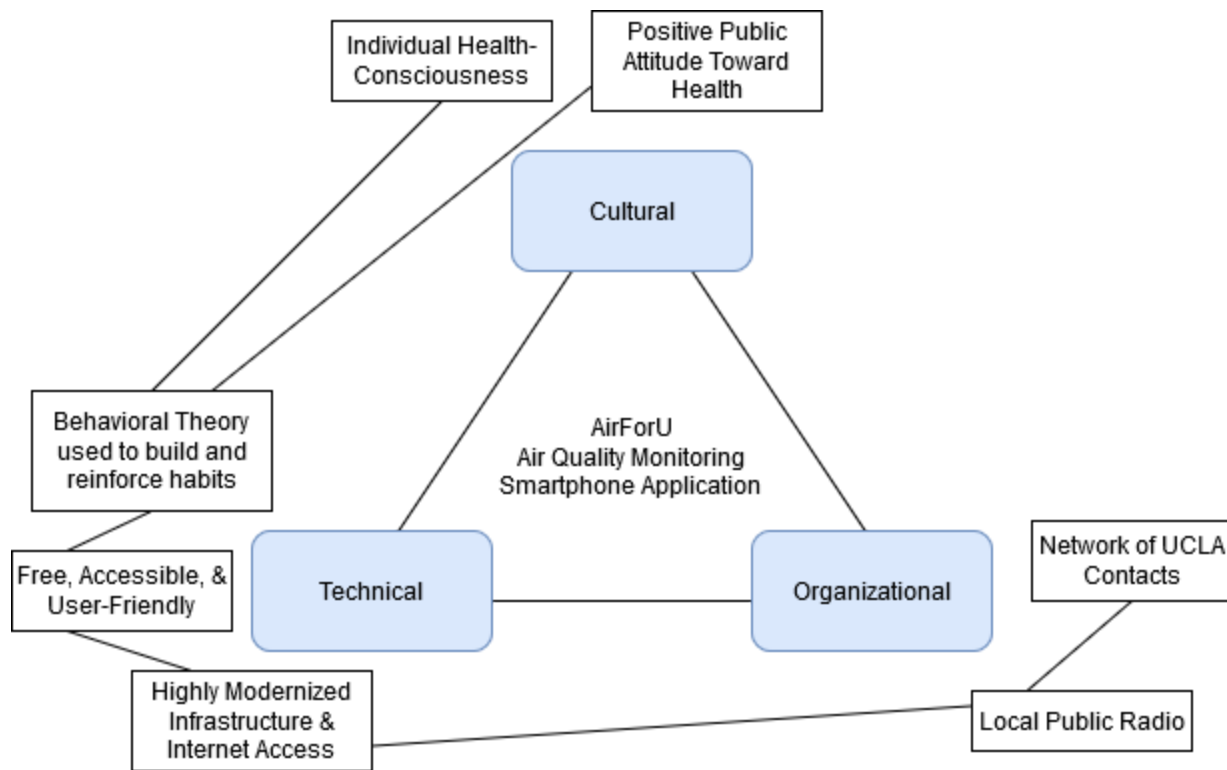 Individual Health-
Consciousness
Positive Public
Attitude Toward
Health
Cultural
Behavioral Theory
used to build and
reinforce habits
AirForU
Air Quality Monitoring
Smartphone Application
Free, Accessible, &
User-Friendly
Technical
Organizational
Network of UCLA
Contacts
Highly Modernized
Infrastructure &
Internet Access
Local Public Radio